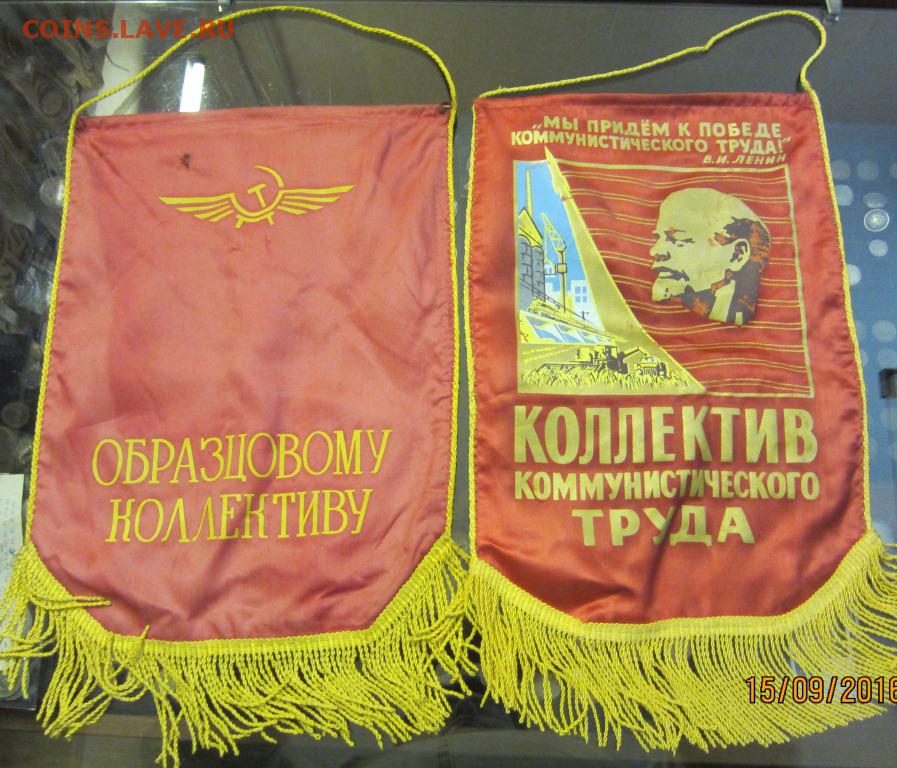 COINS.LAVE.RU
ОБРАЗЦОВОМУ
КОЛЛЕКТИВУ
„МЫ ПРИДЁМ К ПОБЕДЕ
КОММУНИСТИЧЕСКОГО ТРУДА!"
В.И. ЛЕНИН
КОЛЛЕКТИВ
КОММУНИСТИЧЕСКОГО
ТРУДА
15/09/2016